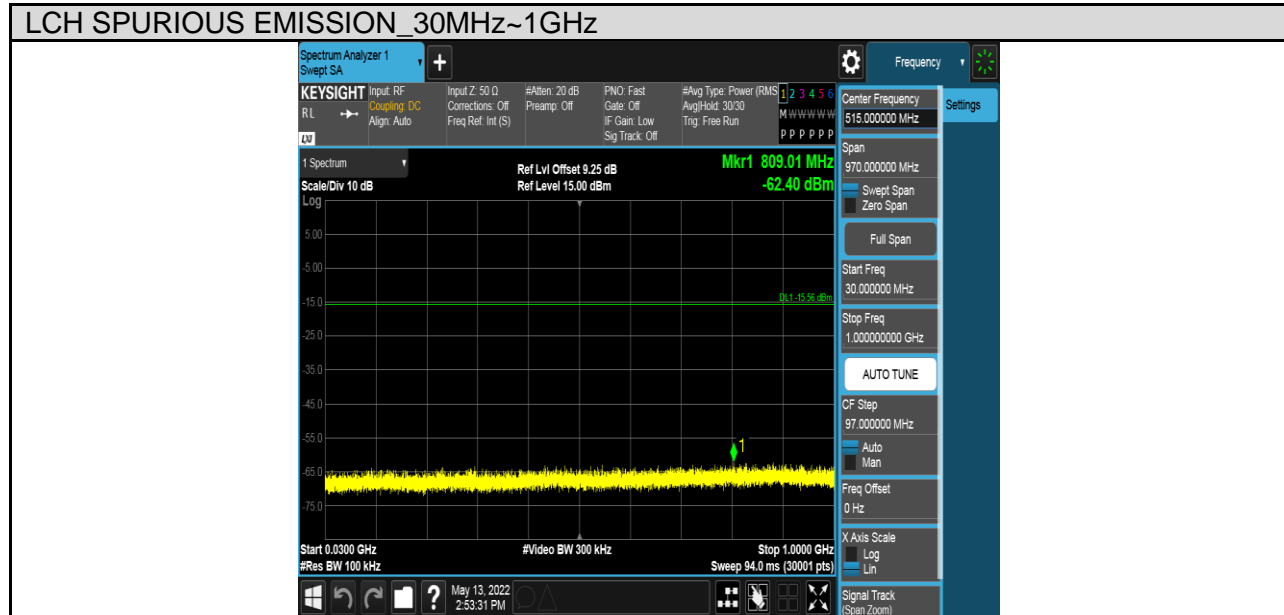 LCH SPURIOUS EMISSION_30MHz~1GHz
Spectrum Analyzer 1
Swept SA
+
Frequency
KEYSIGHT
RL
LXI
Input: RF
Coupling: DC
Align: Auto
Input Z: 50 Ω
Corrections: Off
Freq Ref: Int (S)
#Atten: 20 dB
Preamp: Off
PNO: Fast
Gate: Off
IF Gain: Low
Sig Track: Off
#Avg Type: Power (RMS
Avg|Hold: 30/30
Trig: Free Run
1 2 3 4 5 6
M W W W W W
P P P P P P
1 Spectrum
Scale/Div 10 dB
Ref Lvl Offset 9.25 dB
Ref Level 15.00 dBm
Mkr1 809.01 MHz
-62.40 dBm
Log
5.00
-5.00
-15.0
DL1 -15.56 dBm
-25.0
-35.0
-45.0
-55.0
1
-65.0
-75.0
Start 0.0300 GHz
#Res BW 100 kHz
#Video BW 300 kHz
Stop 1.0000 GHz
Sweep 94.0 ms (30001 pts)
?
May 13, 2022
2:53:31 PM
Center Frequency
515.000000 MHz
Settings
Span
970.000000 MHz
Swept Span
Zero Span
Full Span
Start Freq
30.000000 MHz
Stop Freq
1.000000000 GHz
AUTO TUNE
CF Step
97.000000 MHz
Auto
Man
Freq Offset
0 Hz
X Axis Scale
Log
Lin
Signal Track
(Span Zoom)